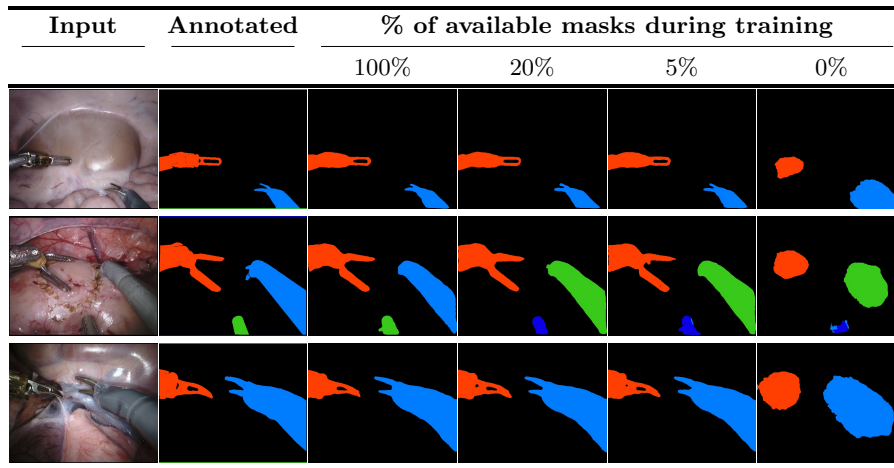 Input Annotated % of available masks during training
100% 20% 5% 0%